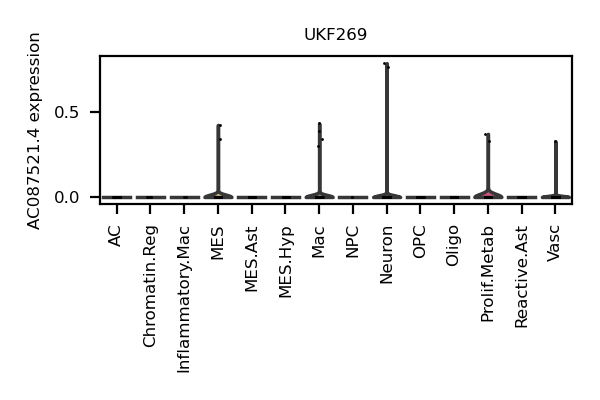 UKF269
AC087521.4 expression
0.5
0.0
AC
Chromatin.Reg
Inflammatory.Mac
MES
MES.Ast
MES.Hyp
Mac
NPC
Neuron
OPC
Oligo
Prolif.Metab
Reactive.Ast
Vasc